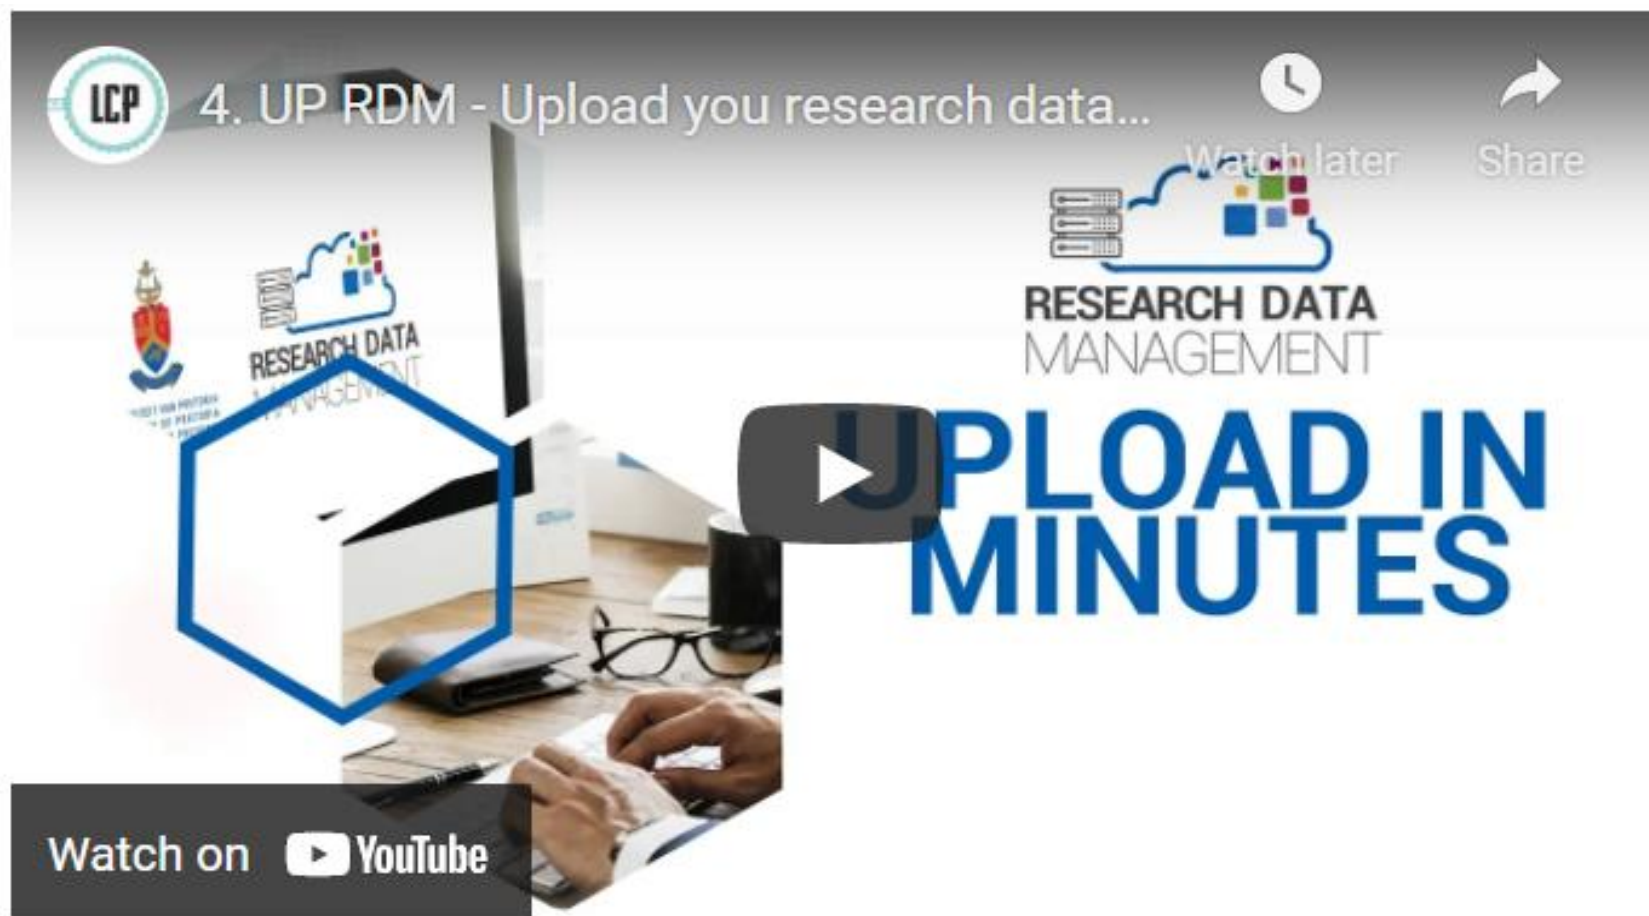 LCP
4. UP RDM - Upload you research data...
Watch later
Share
RESEARCH DATA
MANAGEMENT
RESEARCH DATA
MANAGEMENT
UPLOAD IN
MINUTES
Watch on YouTube